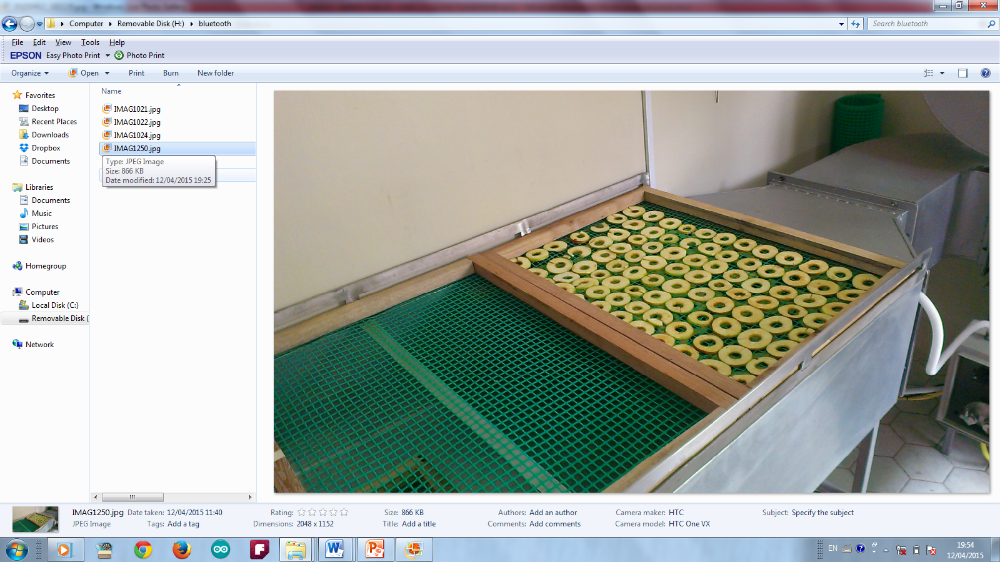 Computer Removable Disk (H:) bluetooth
Search bluetooth
File Edit View Tools Help
EPSON Easy Photo Print Photo Print
Organize Open Print Burn New folder
Name
Favorites
Desktop
Recent Places
Downloads
Dropbox
Documents
Libraries
Documents
Music
Pictures
Videos
Homegroup
Computer
Local Disk (C:)
Removable Disk (
Network
IMAG1021.jpg
IMAG1022.jpg
IMAG1024.jpg
IMAG1250.jpg
Type: JPEG Image
Size: 866 KB
Date modified: 12/04/2015 19:25
IMAG1250.jpg Date taken: 12/04/2015 11:40 Rating: Size: 866 KB Authors: Add an author Camera maker: HTC Subject: Specify the subject
JPEG Image Tags: Add a tag Dimensions: 2048 x 1152 Title: Add a title Comments: Add comments Camera model: HTC One VX
EN 19:54
12/04/2015